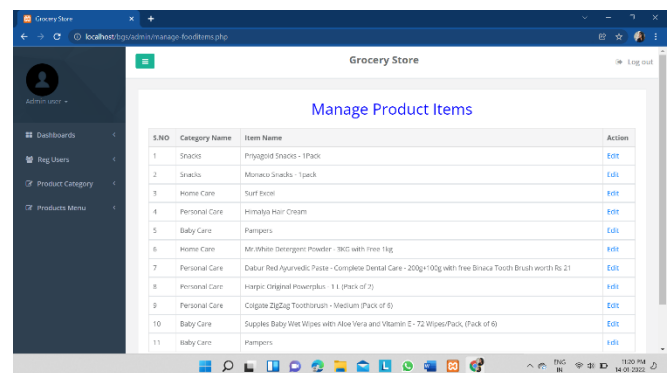 Grocery Store
localhost/bgs/admin/manage-fooditems.php
Grocery Store
Log out
Admin user
Manage Product Items
Dashboards
Reg Users
Product Category
Products Menu
S.NO Category Name Item Name Action
1 Snacks Priyagold Snacks - 1Pack Edit
2 Snacks Monaco Snacks - 1pack Edit
3 Home Care Surf Excel Edit
4 Personal Care Himalya Hair Cream Edit
5 Baby Care Pampers Edit
6 Home Care Mr.White Detergent Powder - 3KG with Free 1kg Edit
7 Personal Care Dabur Red Ayurvedic Paste - Complete Dental Care - 200g+100g with free Binaca Tooth Brush worth Rs 21 Edit
8 Personal Care Harpic Original Powerplus - 1 L (Pack of 2) Edit
9 Personal Care Colgate ZigZag Toothbrush - Medium (Pack of 6) Edit
10 Baby Care Supples Baby Wet Wipes with Aloe Vera and Vitamin E - 72 Wipes/Pack, (Pack of 6) Edit
11 Baby Care Pampers Edit
ENG
IN
11:20 PM
14-01-2022